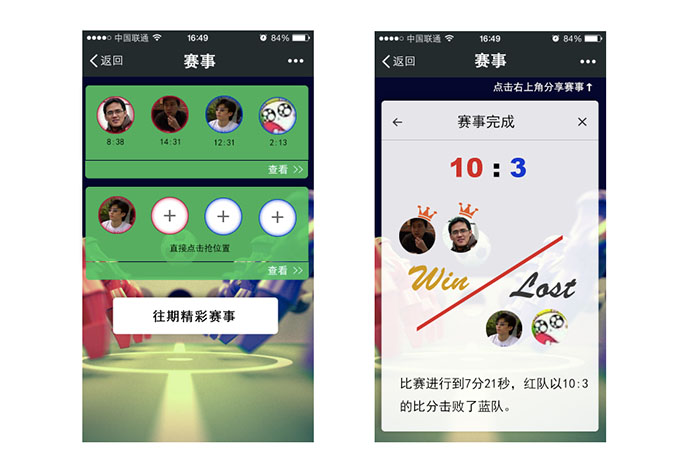 中国联通 16:49 84%
返回 赛事
8:38 14:31 12:31 2:13
查看 >>
直接点击抢位置
查看 >>
往期精彩赛事
中国联通 16:49 84%
返回 赛事
点击右上角分享赛事↑
赛事完成
10 : 3
Win
Lost
比赛进行到7分21秒，红队以10:3
的比分击败了蓝队。